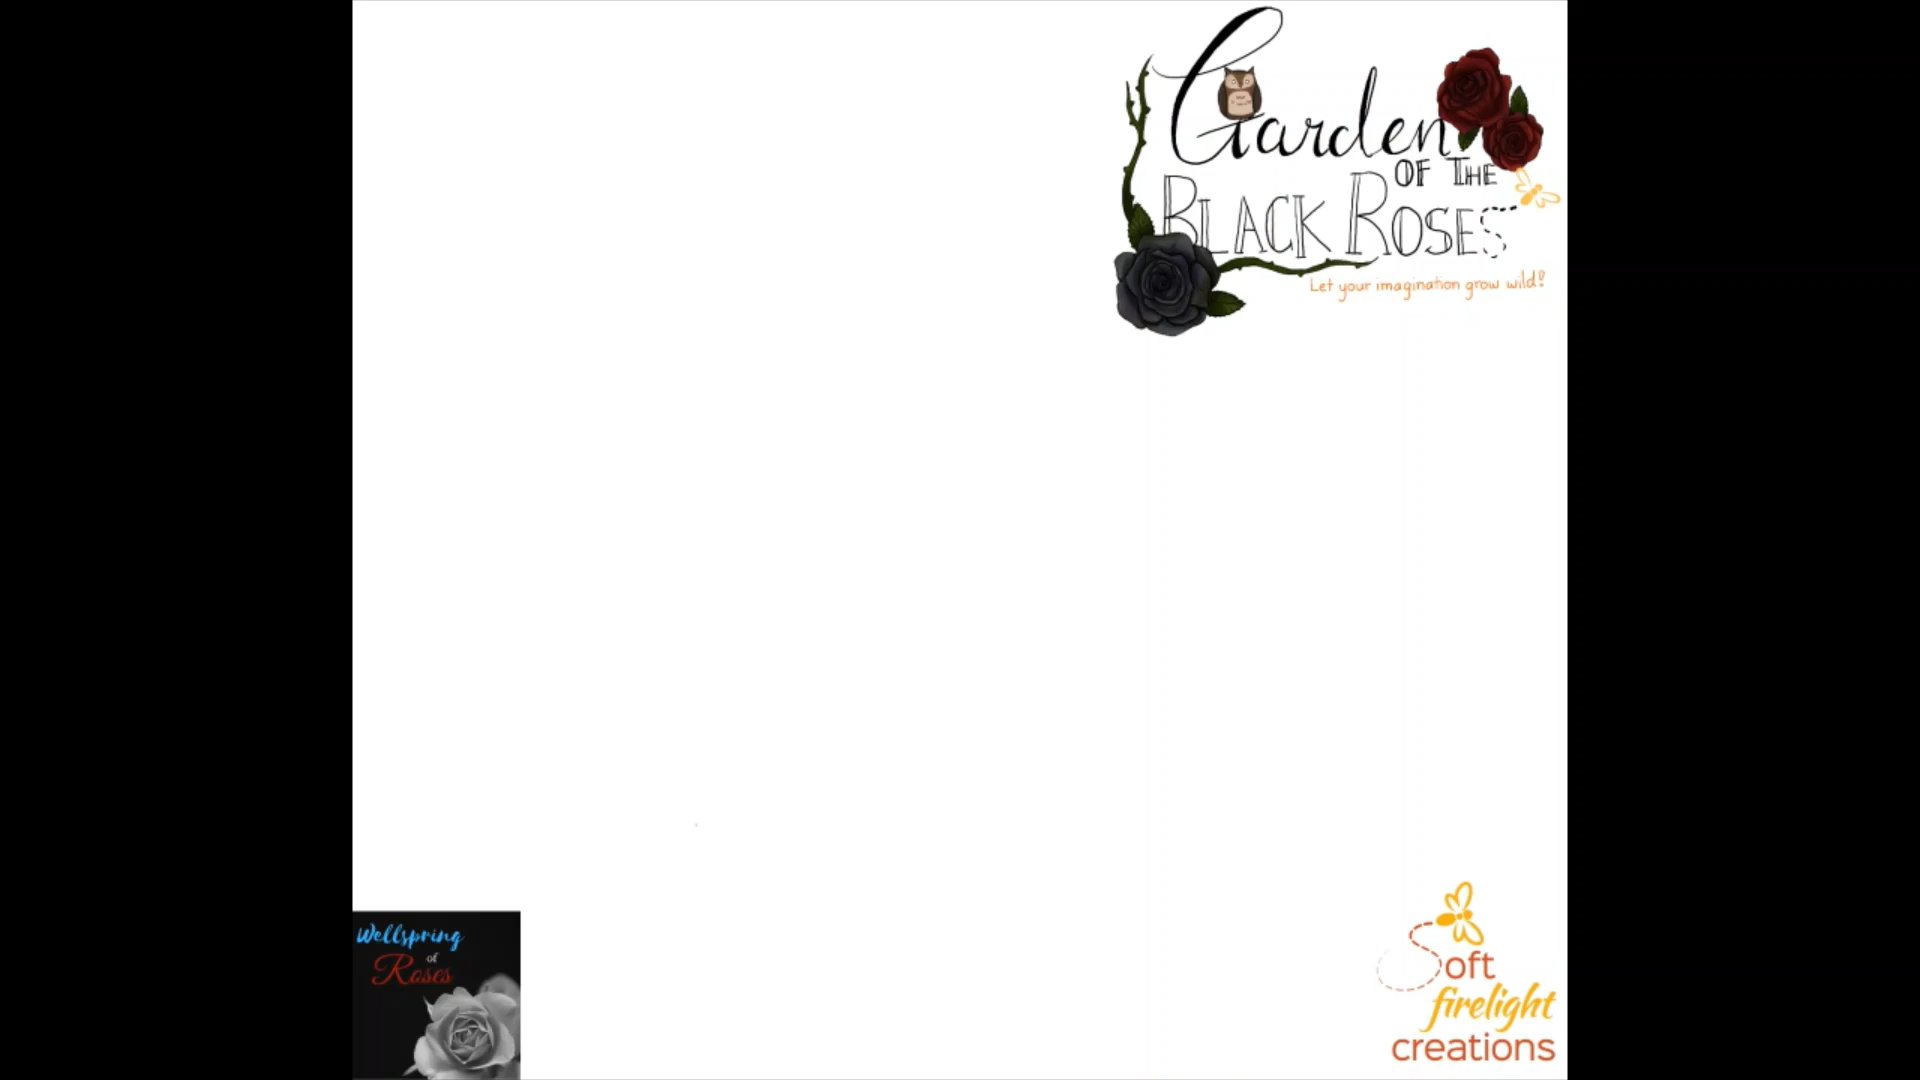 Garden
OF THE
BLACK ROSES
Let your imagination grow wild!
Wellspring
of
Roses
Soft
firelight
creations